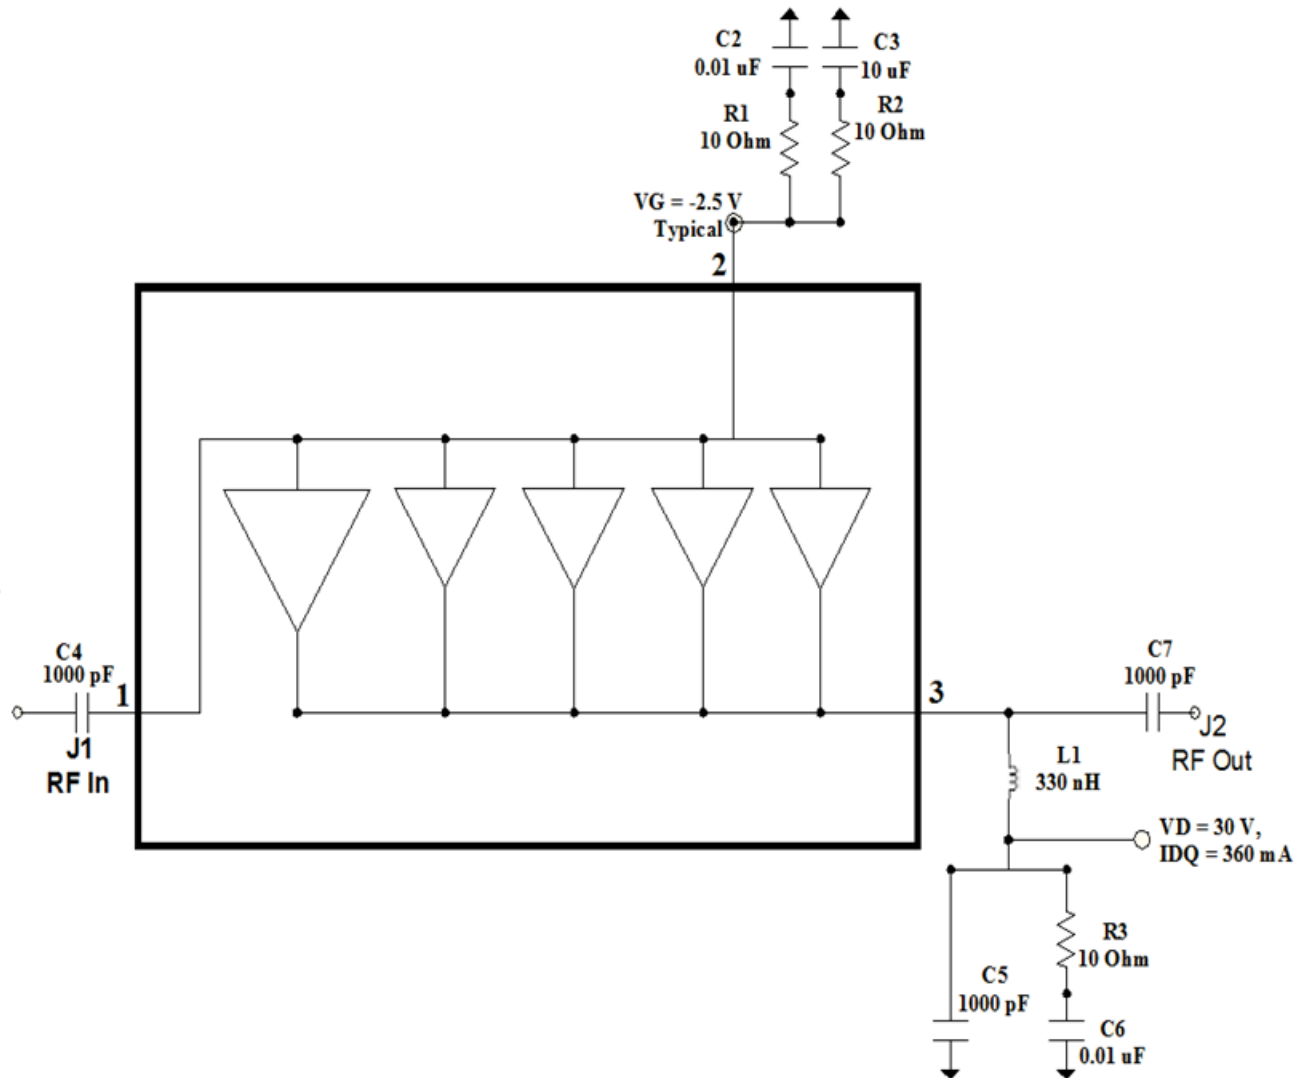 C2
0.01 uF
C3
10 uF
R1
10 Ohm
R2
10 Ohm
VG = -2.5 V
Typical
2
C4
1000 pF
1
J1
RF In
3
C7
1000 pF
J2
RF Out
L1
330 nH
VD = 30 V,
IDQ = 360 mA
R3
10 Ohm
C5
1000 pF
C6
0.01 uF